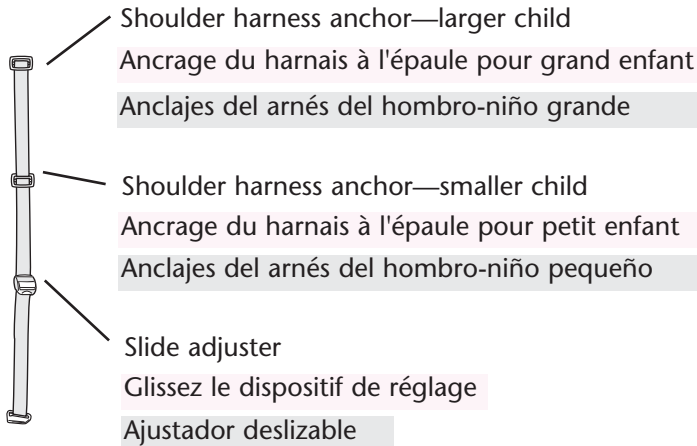 Shoulder harness anchor—larger child
Ancrage du harnais à l'épaule pour grand enfant
Anclajes del arnés del hombro-niño grande
Shoulder harness anchor—smaller child
Ancrage du harnais à l'épaule pour petit enfant
Anclajes del arnés del hombro-niño pequeño
Slide adjuster
Glissez le dispositif de réglage
Ajustador deslizable